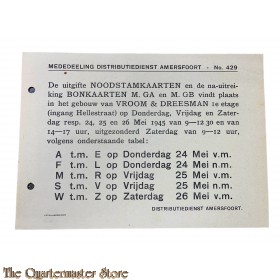 MEDEDEELING DISTRIBUTIEDIENST AMERSFOORT - No. 429
De uitgifte NOODSTAMKAARTEN en de na-uitrei-
king BONKAARTEN M. GA en M. GB vindt plaats
in het gebouw van VROOM & DREESMAN 1e etage
(ingang Hellestraat) op Donderdag, Vrijdag en Zater-
dag resp. 24, 25 en 26 Mei 1945 van 9—12.30 en van
14—17 uur, uitgezonderd Zaterdag van 9—12 uur,
volgens onderstaande tabel:
A t.m. E op Donderdag 24 Mei v.m.
F t.m. L op Donderdag 24 Mei n.m.
M t.m. R op Vrijdag 25 Mei v.m.
S t.m. V op Vrijdag 25 Mei n.m.
W t.m. Z op Zaterdag 26 Mei v.m.
DISTRIBUTIEDIENST AMERSFOORT.
The Quartermaster Store